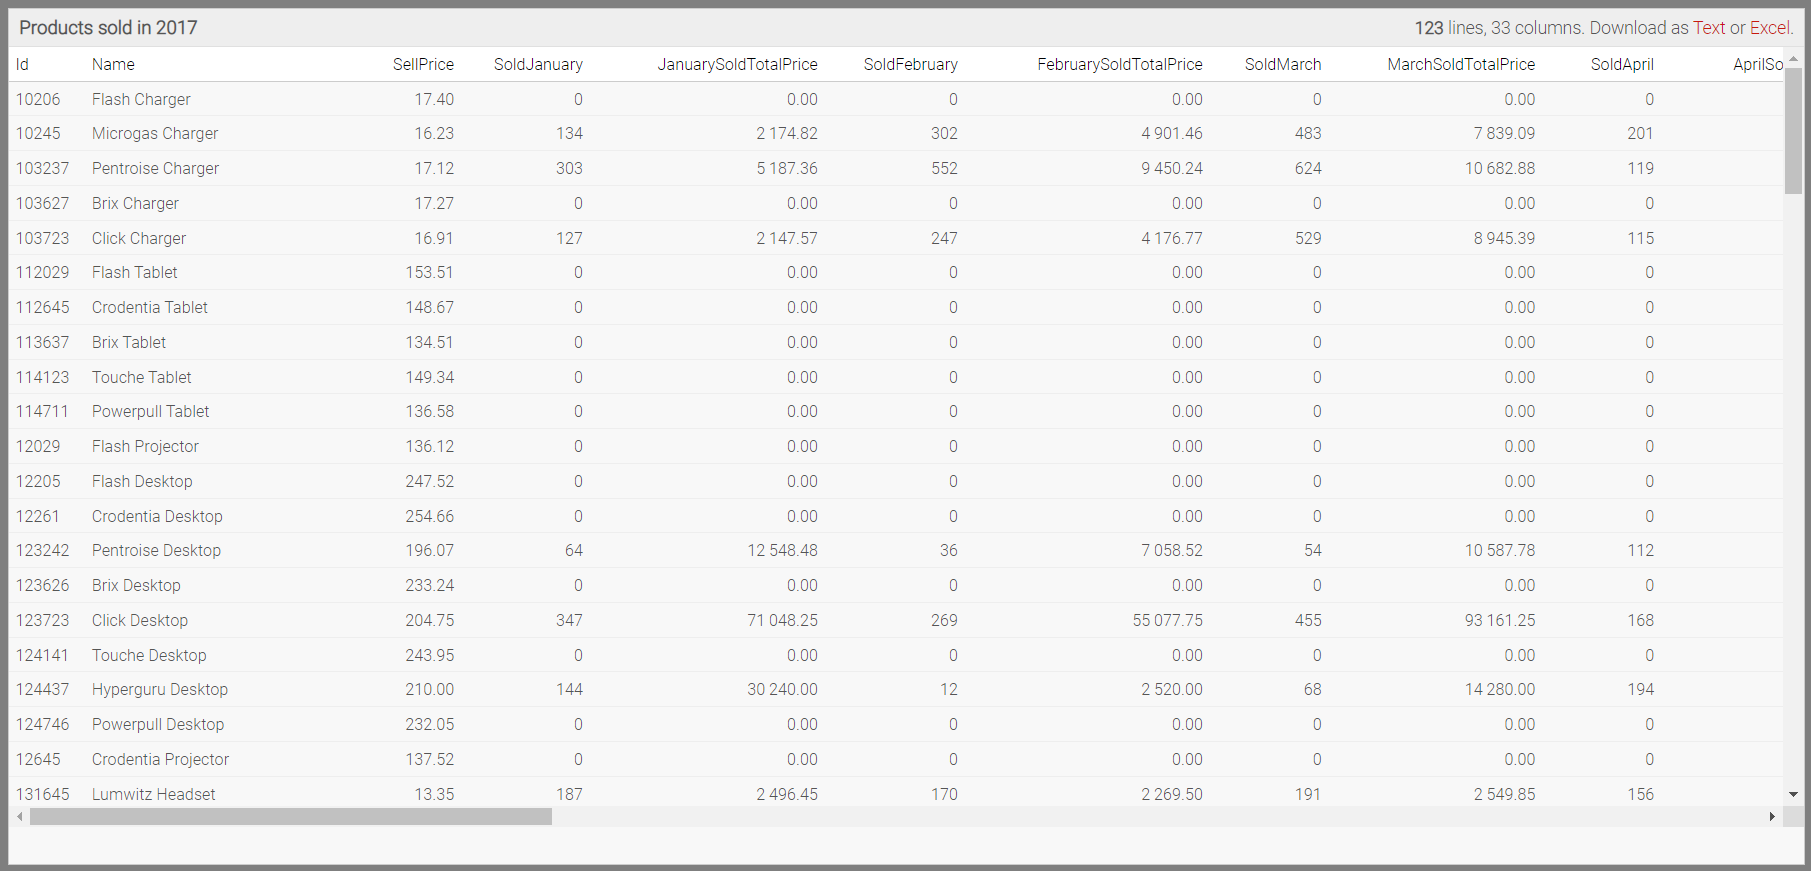 Products sold in 2017 123 lines, 33 columns. Download as Text or Excel.
Id Name SellPrice SoldJanuary JanuarySoldTotalPrice SoldFebruary FebruarySoldTotalPrice SoldMarch MarchSoldTotalPrice SoldApril AprilSo
10206 Flash Charger 17.40 0 0.00 0 0.00 0 0.00 0
10245 Microgas Charger 16.23 134 2 174.82 302 4 901.46 483 7 839.09 201
103237 Pentroise Charger 17.12 303 5 187.36 552 9 450.24 624 10 682.88 119
103627 Brix Charger 17.27 0 0.00 0 0.00 0 0.00 0
103723 Click Charger 16.91 127 2 147.57 247 4 176.77 529 8 945.39 115
112029 Flash Tablet 153.51 0 0.00 0 0.00 0 0.00 0
112645 Crodentia Tablet 148.67 0 0.00 0 0.00 0 0.00 0
113637 Brix Tablet 134.51 0 0.00 0 0.00 0 0.00 0
114123 Touche Tablet 149.34 0 0.00 0 0.00 0 0.00 0
114711 Powerpull Tablet 136.58 0 0.00 0 0.00 0 0.00 0
12029 Flash Projector 136.12 0 0.00 0 0.00 0 0.00 0
12205 Flash Desktop 247.52 0 0.00 0 0.00 0 0.00 0
12261 Crodentia Desktop 254.66 0 0.00 0 0.00 0 0.00 0
123242 Pentroise Desktop 196.07 64 12 548.48 36 7 058.52 54 10 587.78 112
123626 Brix Desktop 233.24 0 0.00 0 0.00 0 0.00 0
123723 Click Desktop 204.75 347 71 048.25 269 55 077.75 455 93 161.25 168
124141 Touche Desktop 243.95 0 0.00 0 0.00 0 0.00 0
124437 Hyperguru Desktop 210.00 144 30 240.00 12 2 520.00 68 14 280.00 194
124746 Powerpull Desktop 232.05 0 0.00 0 0.00 0 0.00 0
12645 Crodentia Projector 137.52 0 0.00 0 0.00 0 0.00 0
131645 Lumwitz Headset 13.35 187 2 496.45 170 2 269.50 191 2 549.85 156